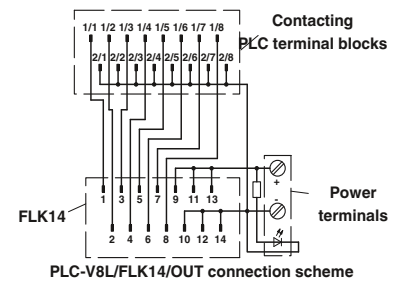 Contacting
PLC terminal blocks
1/1 1/2 1/3 1/4 1/5 1/6 1/7 1/8
2/1 2/2 2/3 2/4 2/5 2/6 2/7 2/8
1 3 5 7 9 11 13
2 4 6 8 10 12 14
FLK14
+
-
Power
terminals
PLC-V8L/FLK14/OUT connection scheme